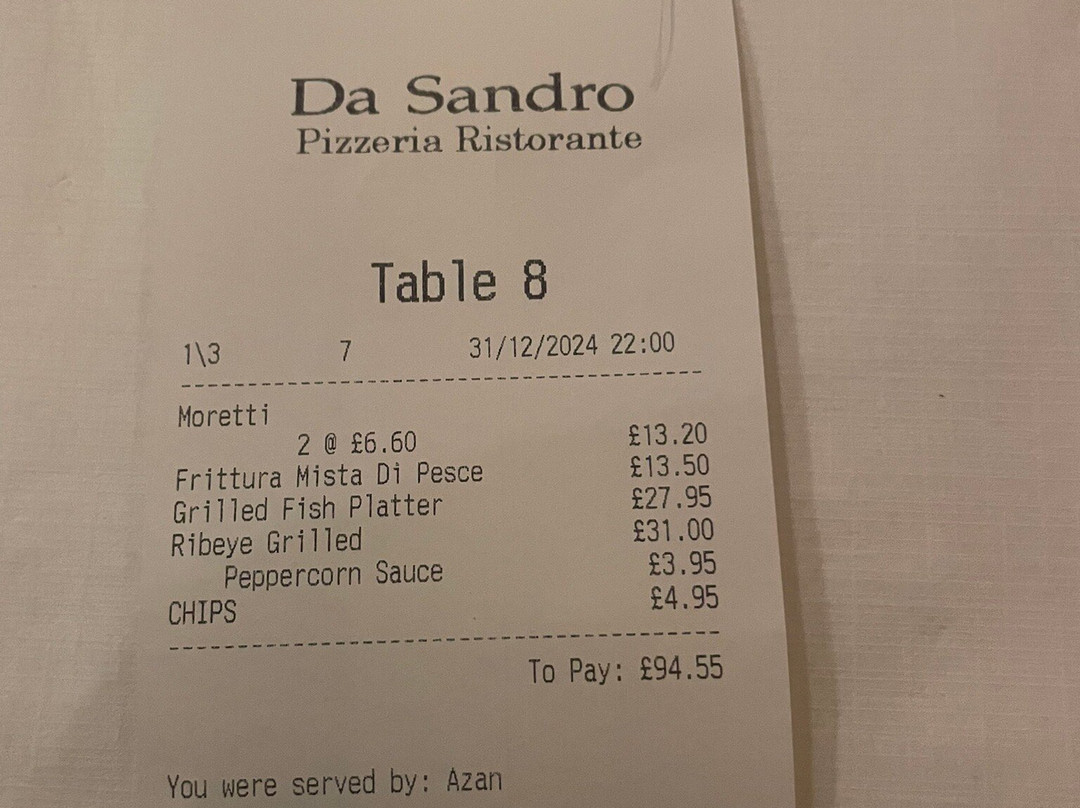 Da Sandro
Pizzeria Ristorante
Table 8
1\3 7 31/12/2024 22:00
Moretti
2 @ £6.60 £13.20
Frittura Mista Di Pesce £13.50
Grilled Fish Platter £27.95
Ribeye Grilled £31.00
Peppercorn Sauce £3.95
CHIPS £4.95
To Pay: £94.55
You were served by: Azan